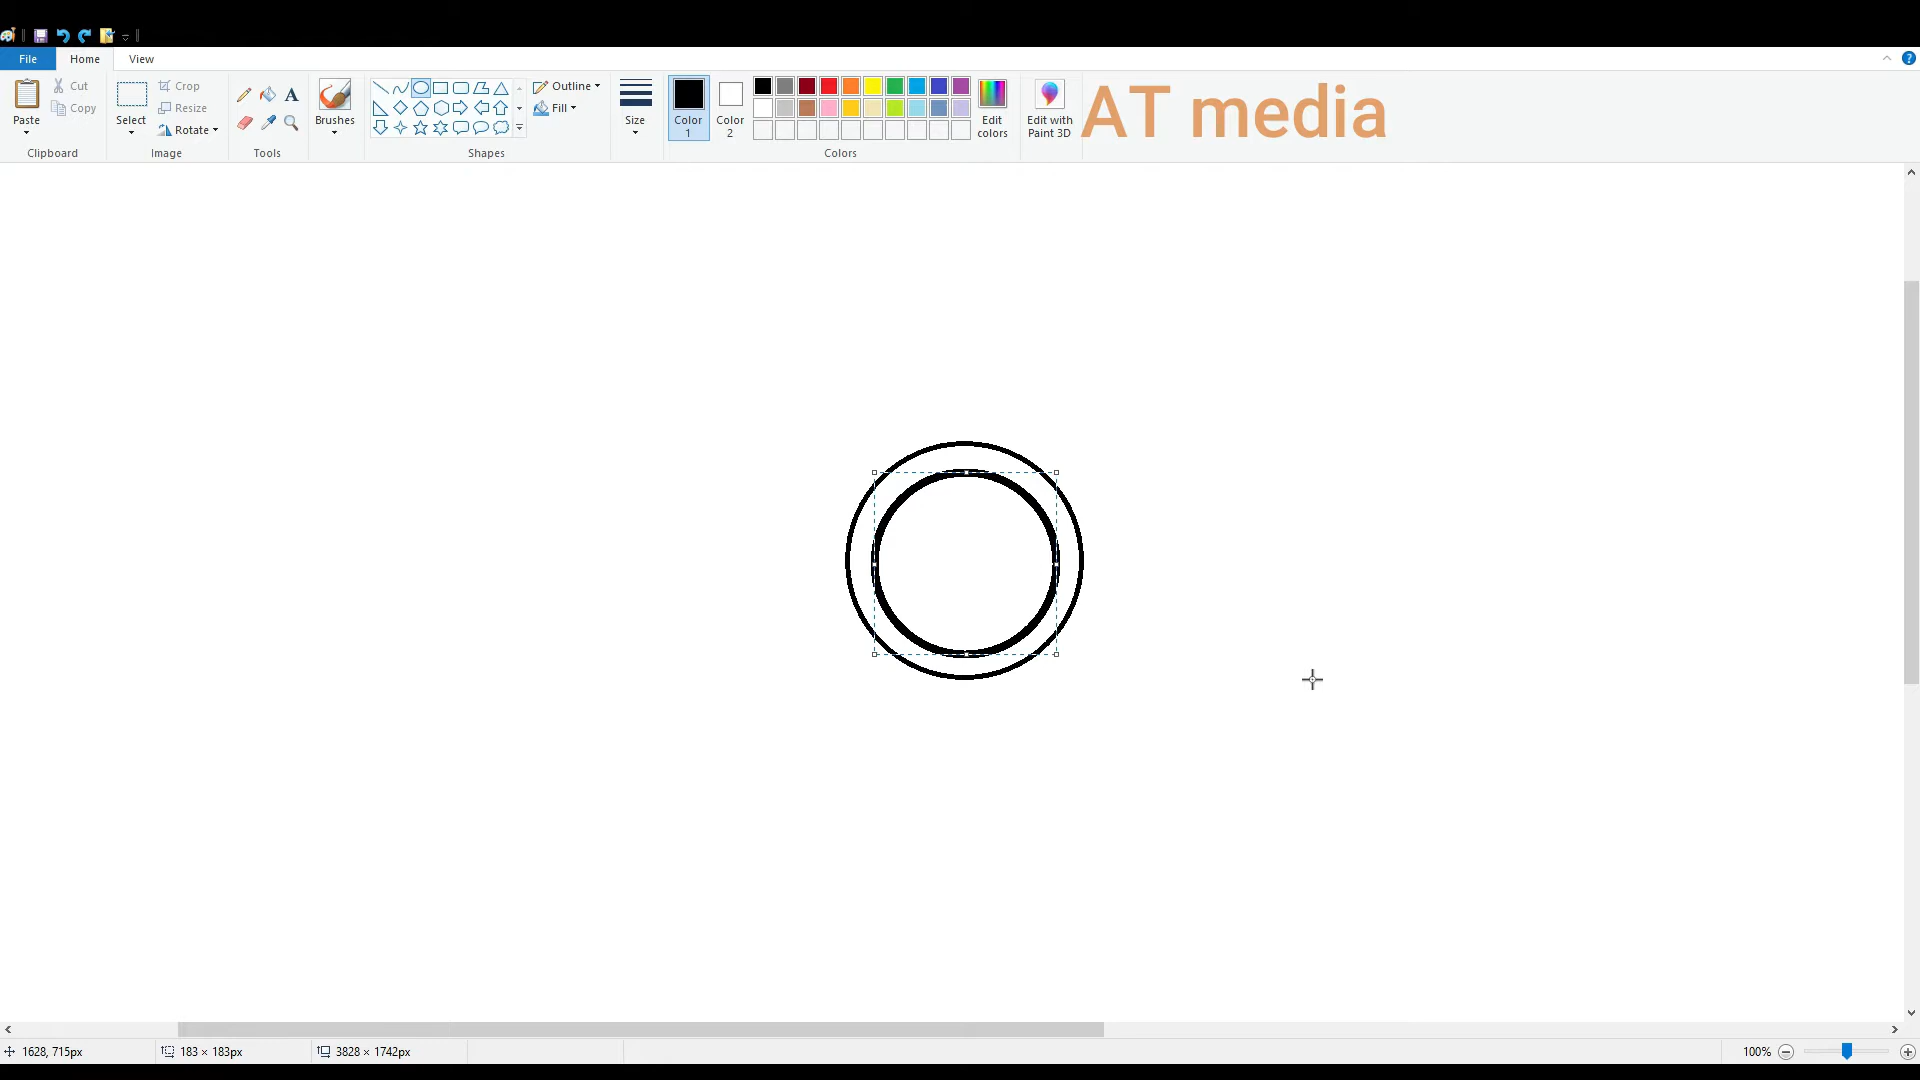 File Home View
Paste
Cut
Copy
Clipboard
Select
Crop
Resize
Rotate
Image
A
Tools
Brushes
Outline
Fill
Shapes
Size
Color
1
Color
2
Edit
colors
Colors
Edit with
Paint 3D
AT media
1628, 715px
183 × 183px
3828 × 1742px
100%